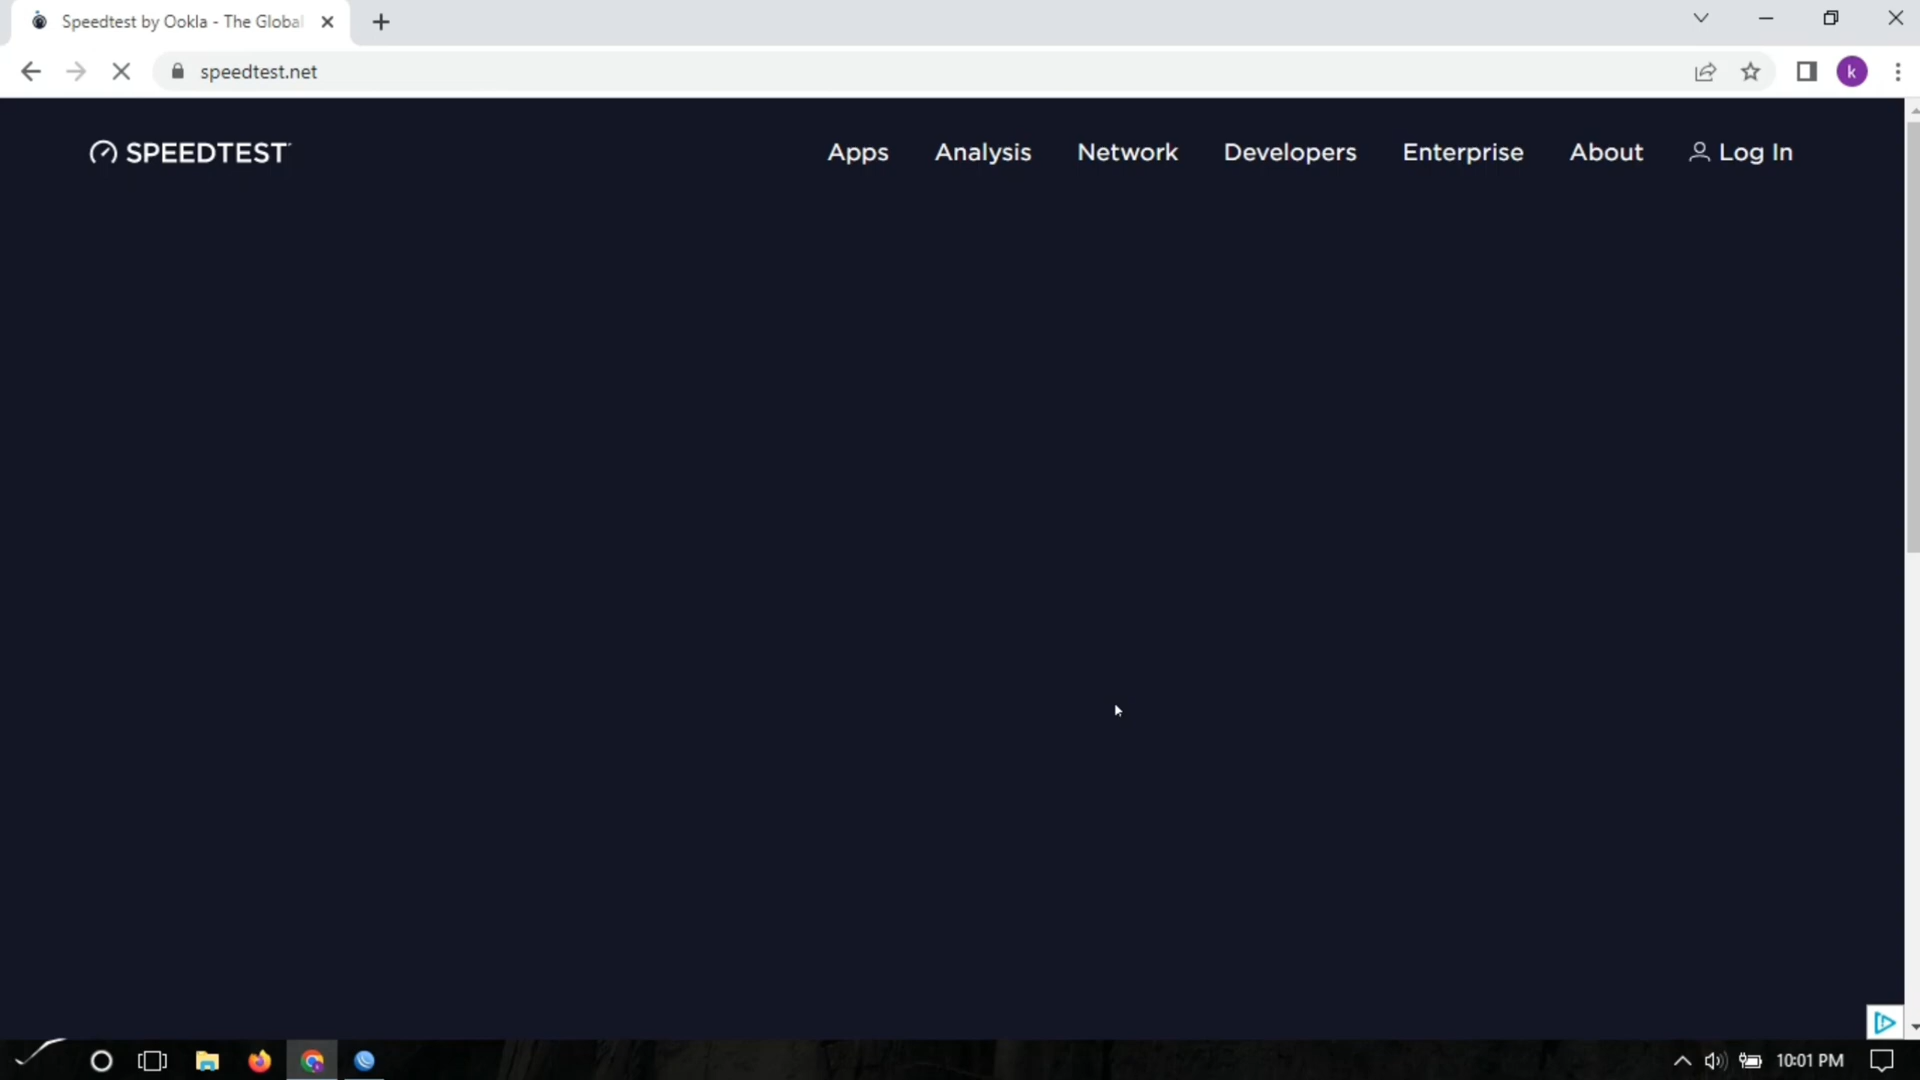 Speedtest by Ookla - The Global
speedtest.net
k
SPEEDTEST
Apps
Analysis
Network
Developers
Enterprise
About
Log In
10:01 PM